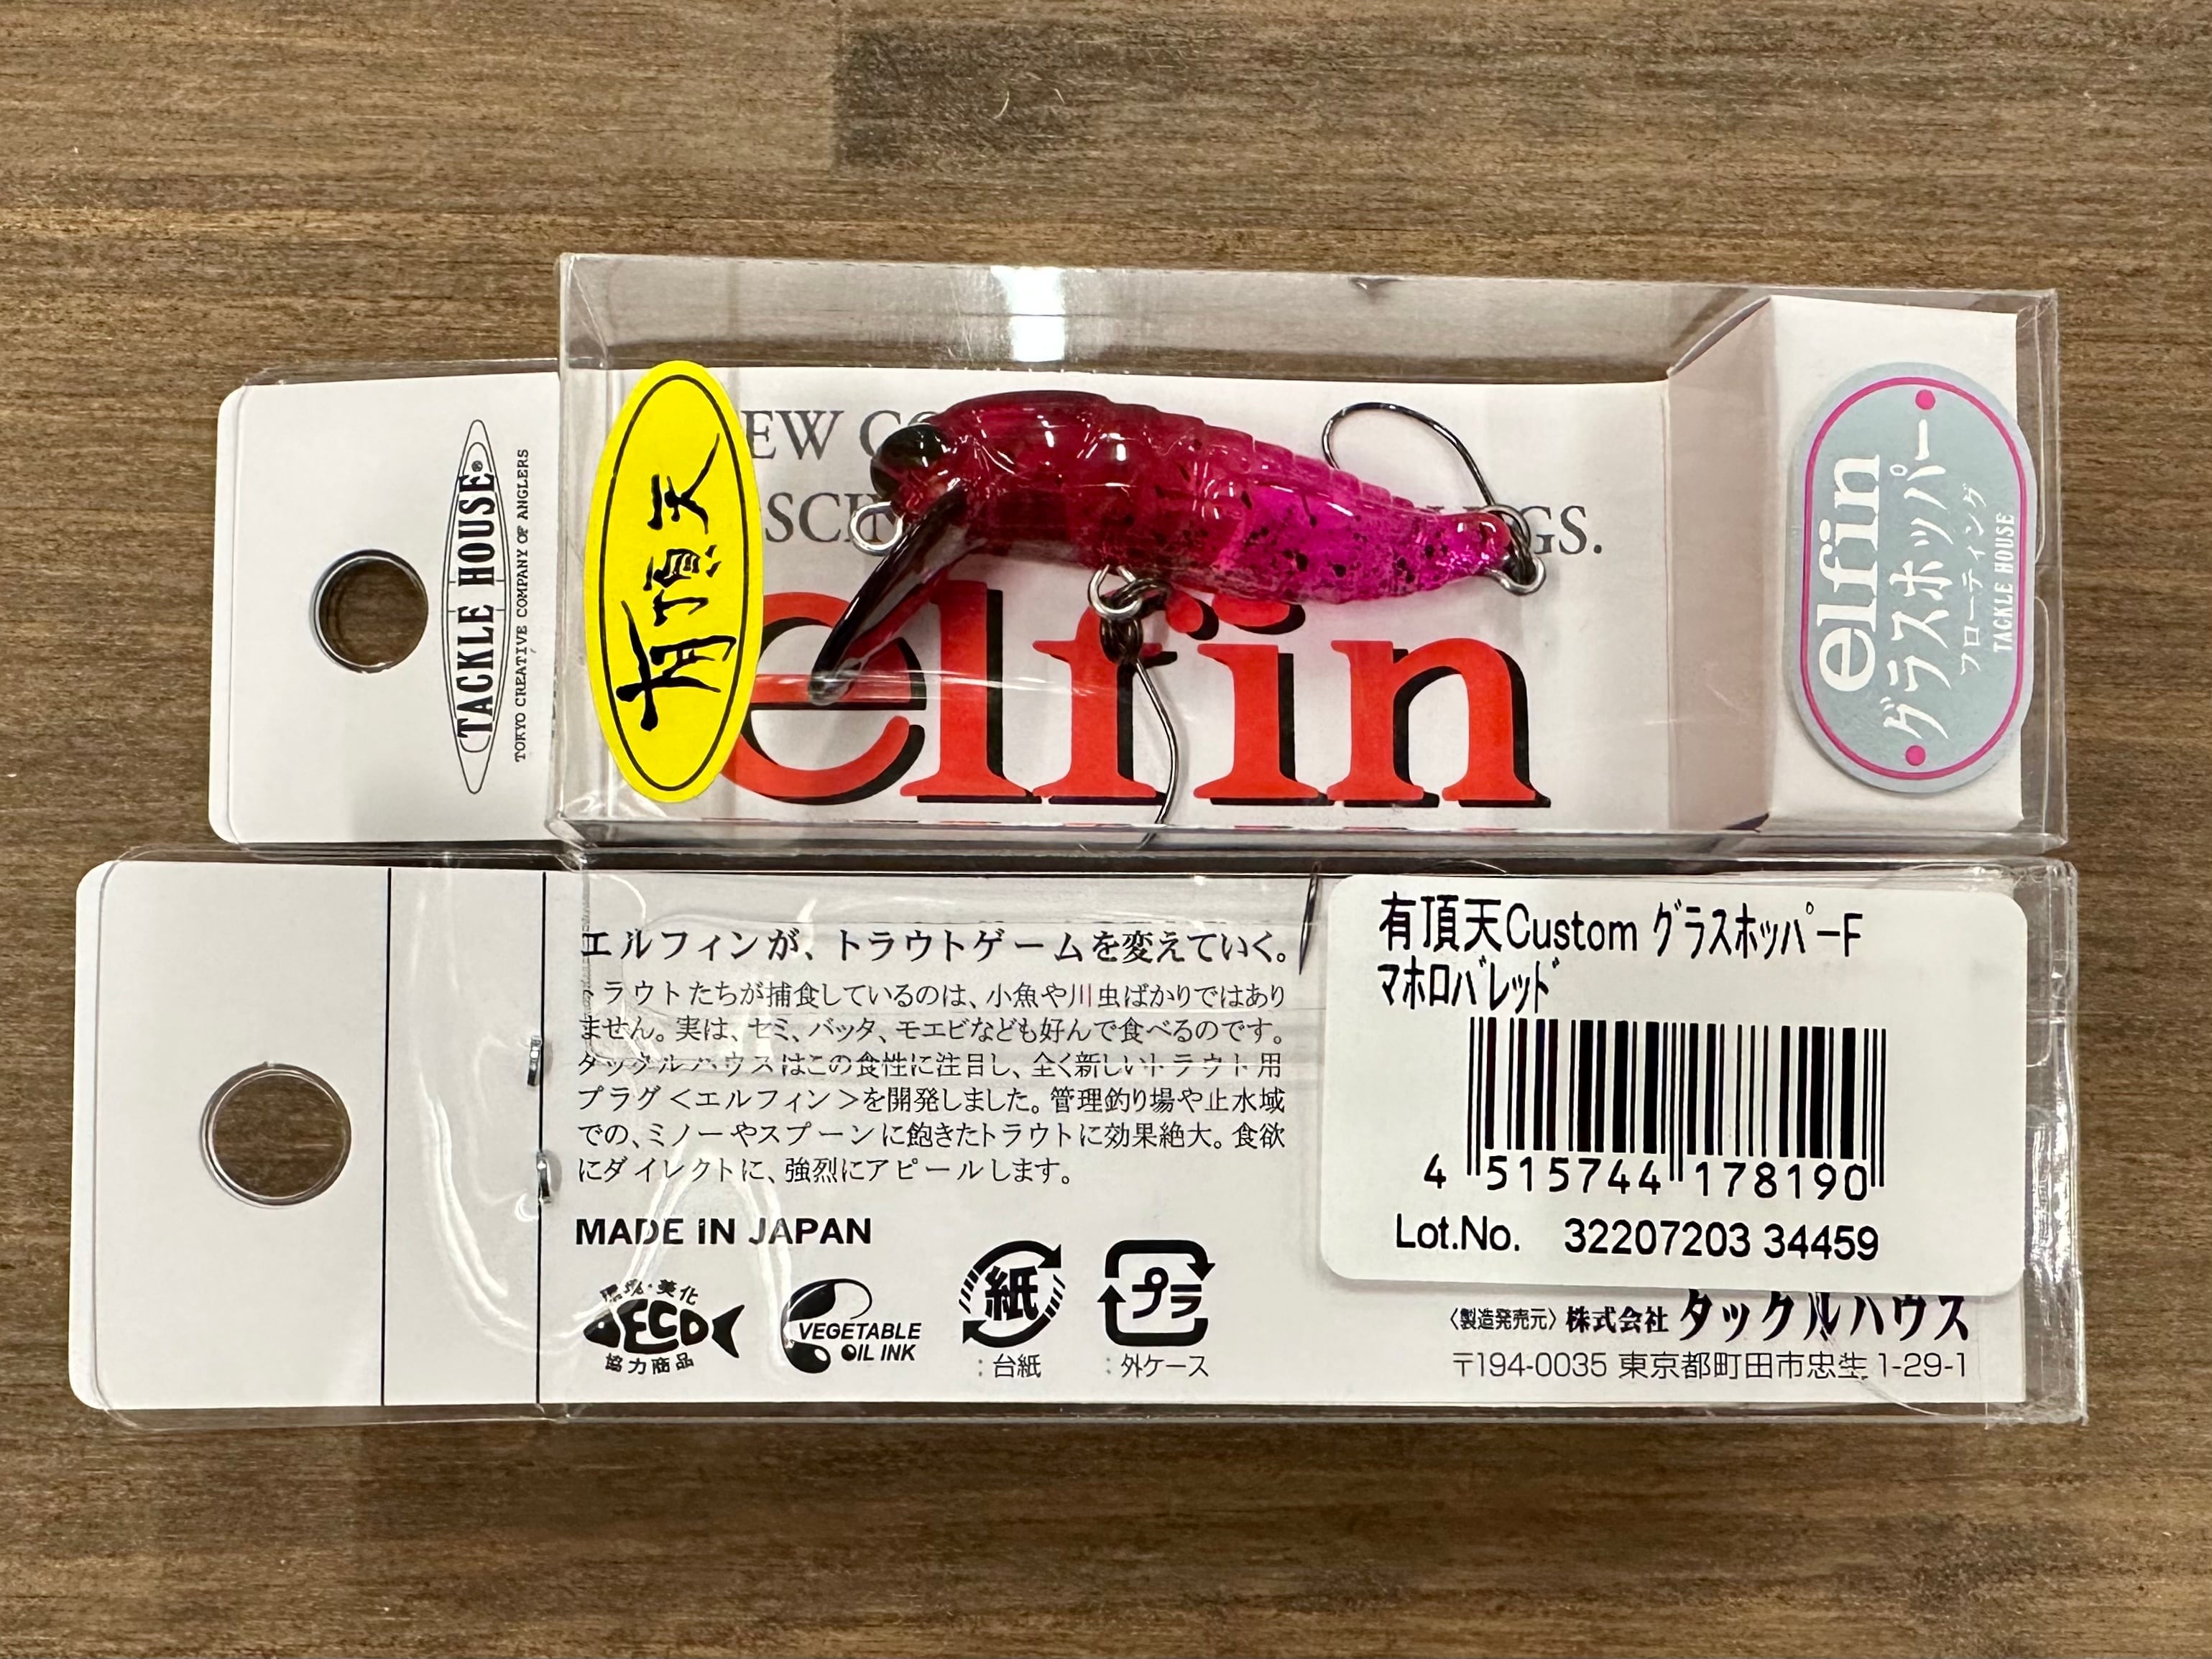 TACKLE HOUSE®
TOKYO CREATIVE COMPANY OF ANGLERS
有頂天
elfin
elfin
グラスホッパー
フローティング
TACKLE HOUSE
エルフィンが、トラウトゲームを変えていく。
トラウトたちが捕食しているのは、小魚や川虫ばかりではあり
ません。実は、セミ、バッタ、モエビなども好んで食べるのです。
タックルハウスはこの食性に注目し、全く新しいトラウト用
プラグ<エルフィン>を開発しました。管理釣り場や止水域
での、ミノーやスプーンに飽きたトラウトに効果絶大。食欲
にダイレクトに、強烈にアピールします。
MADE IN JAPAN
環境・美化
ECO
協力商品
VEGETABLE
OIL INK
紙
:台紙
プラ
:外ケース
有頂天Custom グラスホッパーF
マホロバレッド
4 515744 178190
Lot.No. 32207203 34459
〈製造発売元〉株式会社 タックルハウス
〒194-0035 東京都町田市忠生 1-29-1